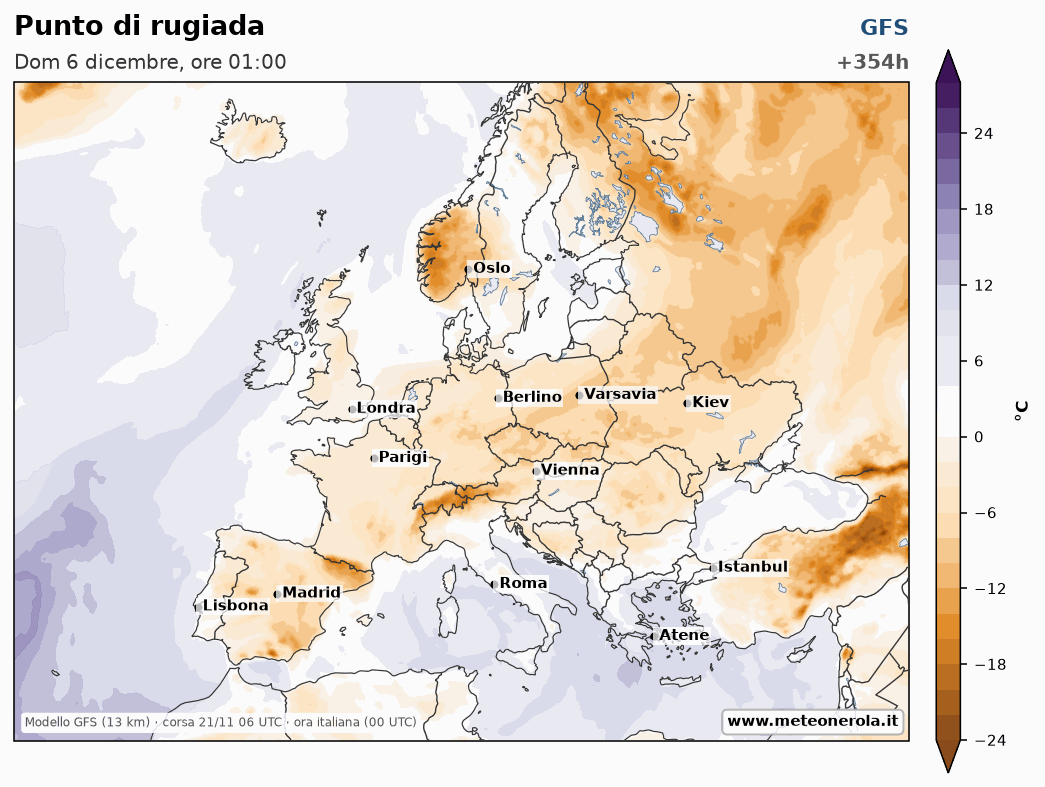 Punto di rugiada
GFS
Dom 6 dicembre, ore 01:00
+354h
24
18
12
6
0
−6
−12
−18
−24
°C
Oslo
Londra
Berlino
Varsavia
Kiev
Parigi
Vienna
Istanbul
Roma
Madrid
Lisbona
Atene
Modello GFS (13 km) · corsa 21/11 06 UTC · ora italiana (00 UTC)
www.meteonerola.it